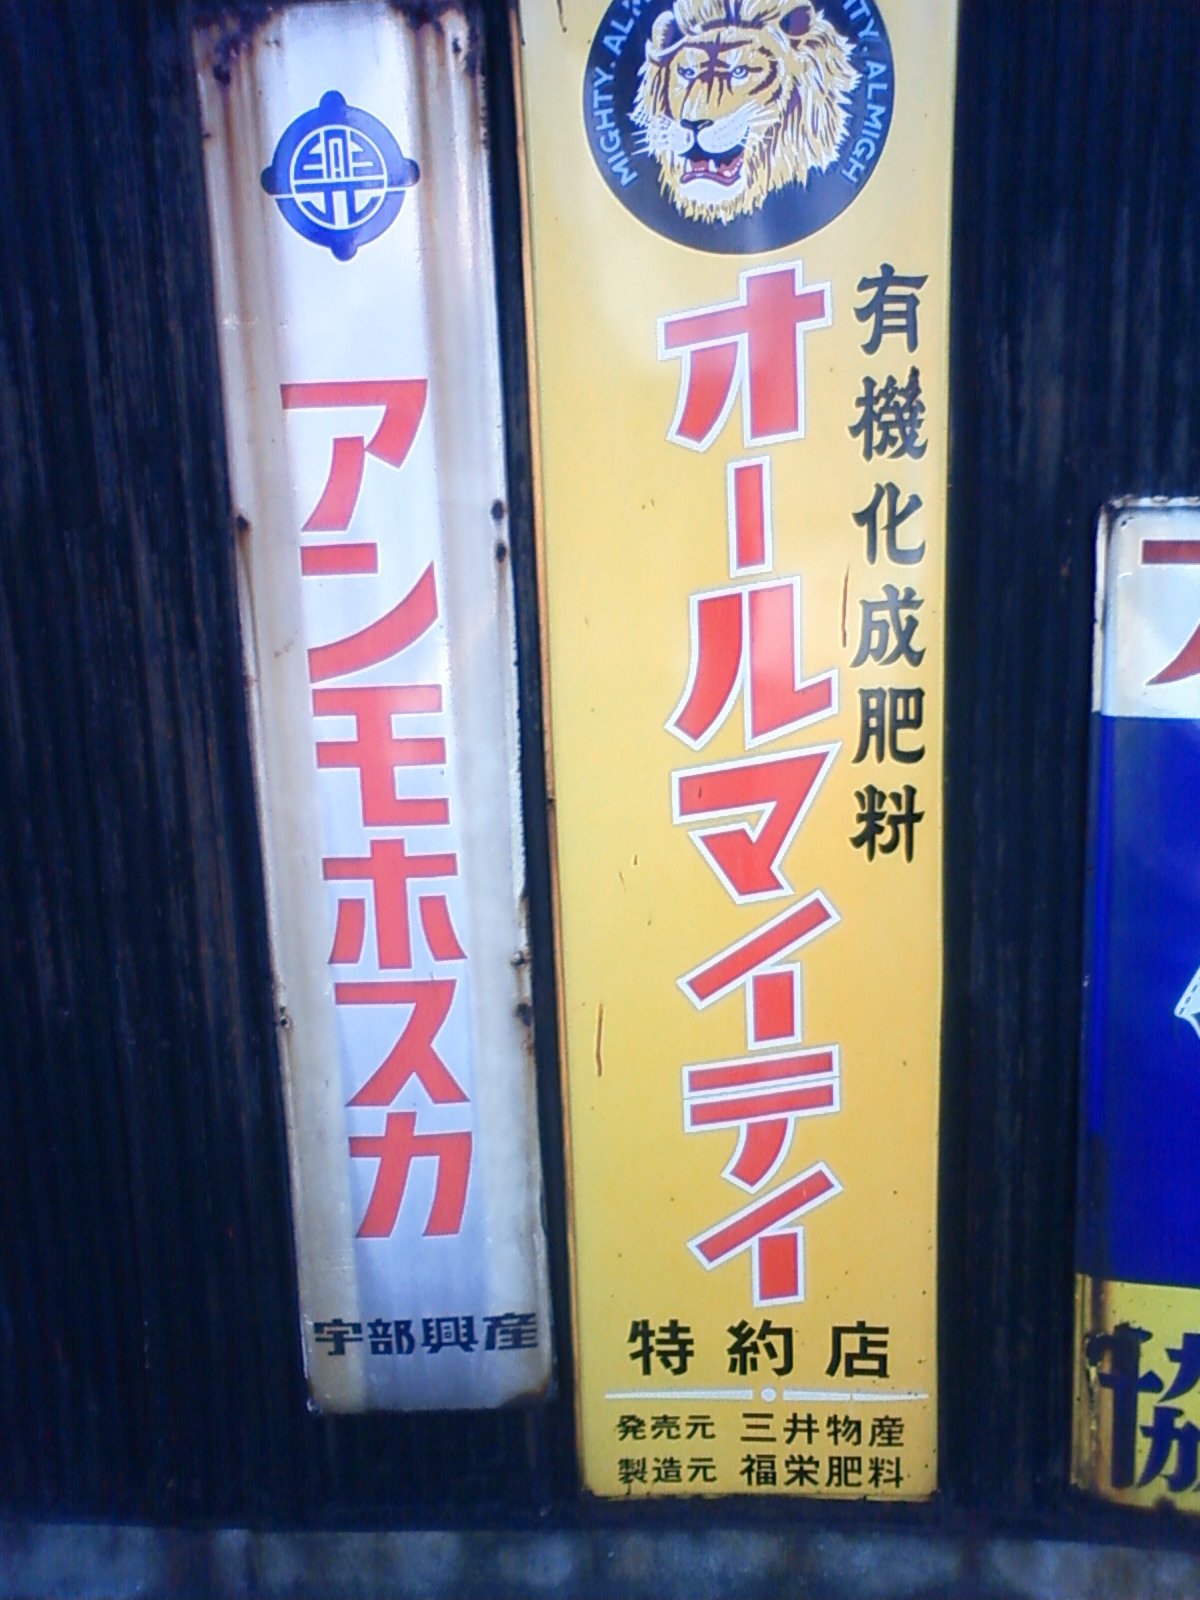 アンモホスカ
宇部興産
MIGHTY. ALMIGH
有機化成肥料
オールマイティ
特約店
発売元 三井物産
製造元 福栄肥料
協